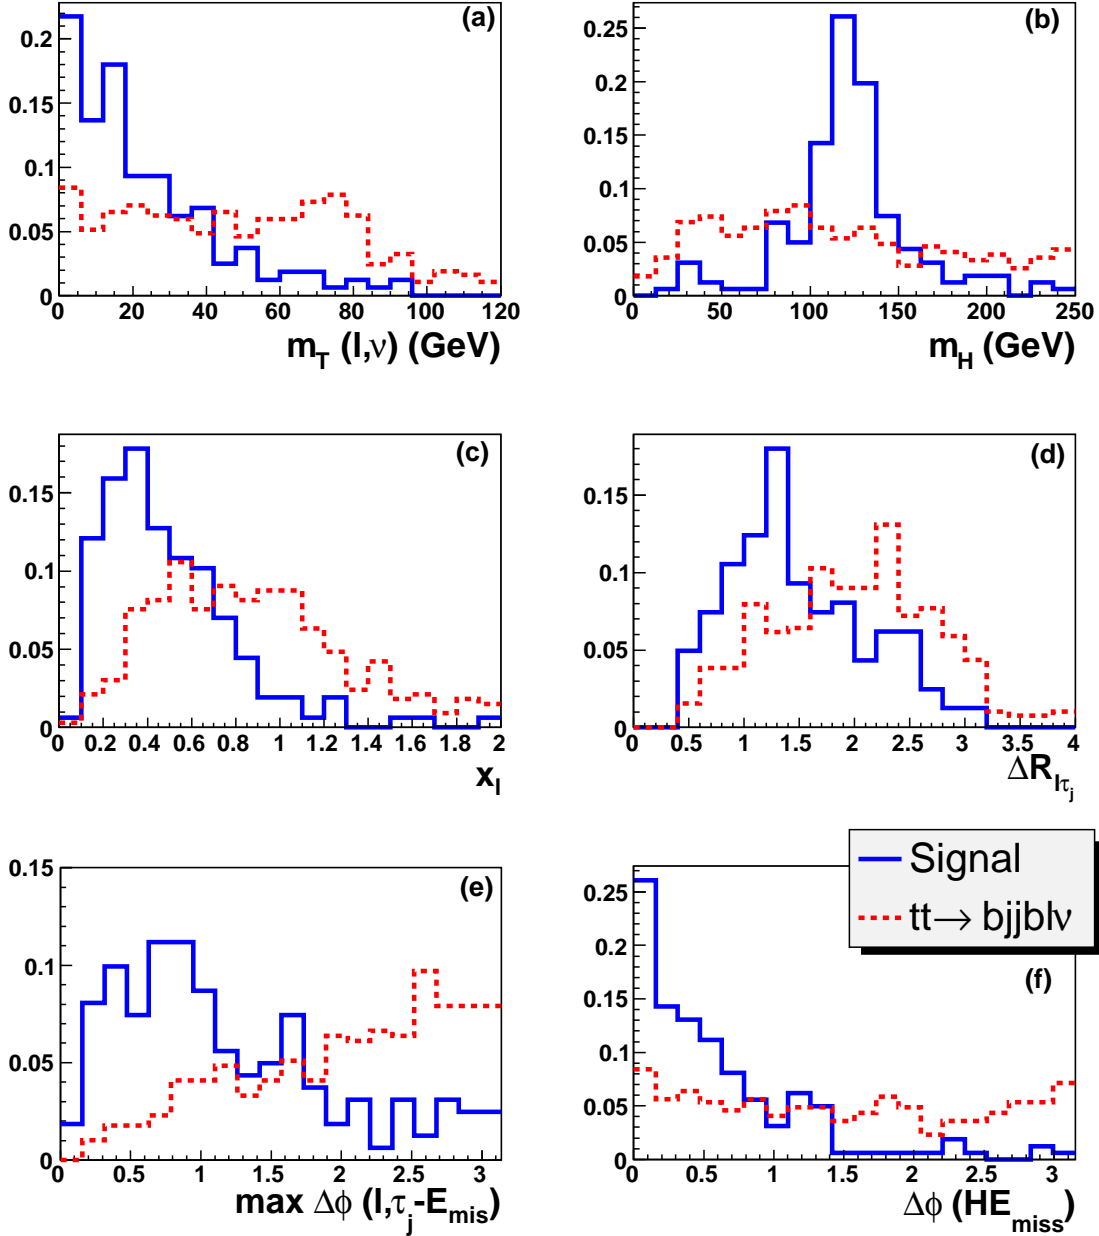 (a)
0.2
0.15
0.1
0.05
0
0 20 40 60 80 100 120
m_T (l,ν) (GeV)
(b)
0.25
0.2
0.15
0.1
0.05
0
0 50 100 150 200 250
m_H (GeV)
(c)
0.15
0.1
0.05
0
0 0.2 0.4 0.6 0.8 1 1.2 1.4 1.6 1.8 2
x_l
(d)
0.15
0.1
0.05
0
0 0.5 1 1.5 2 2.5 3 3.5 4
ΔR_lτ_j
(e)
0.15
0.1
0.05
0
0 0.5 1 1.5 2 2.5 3
max Δϕ (l,τ_j-E_mis)
Signal
tt→ bjjblν
(f)
0.25
0.2
0.15
0.1
0.05
0
0 0.5 1 1.5 2 2.5 3
Δϕ (HE_miss)